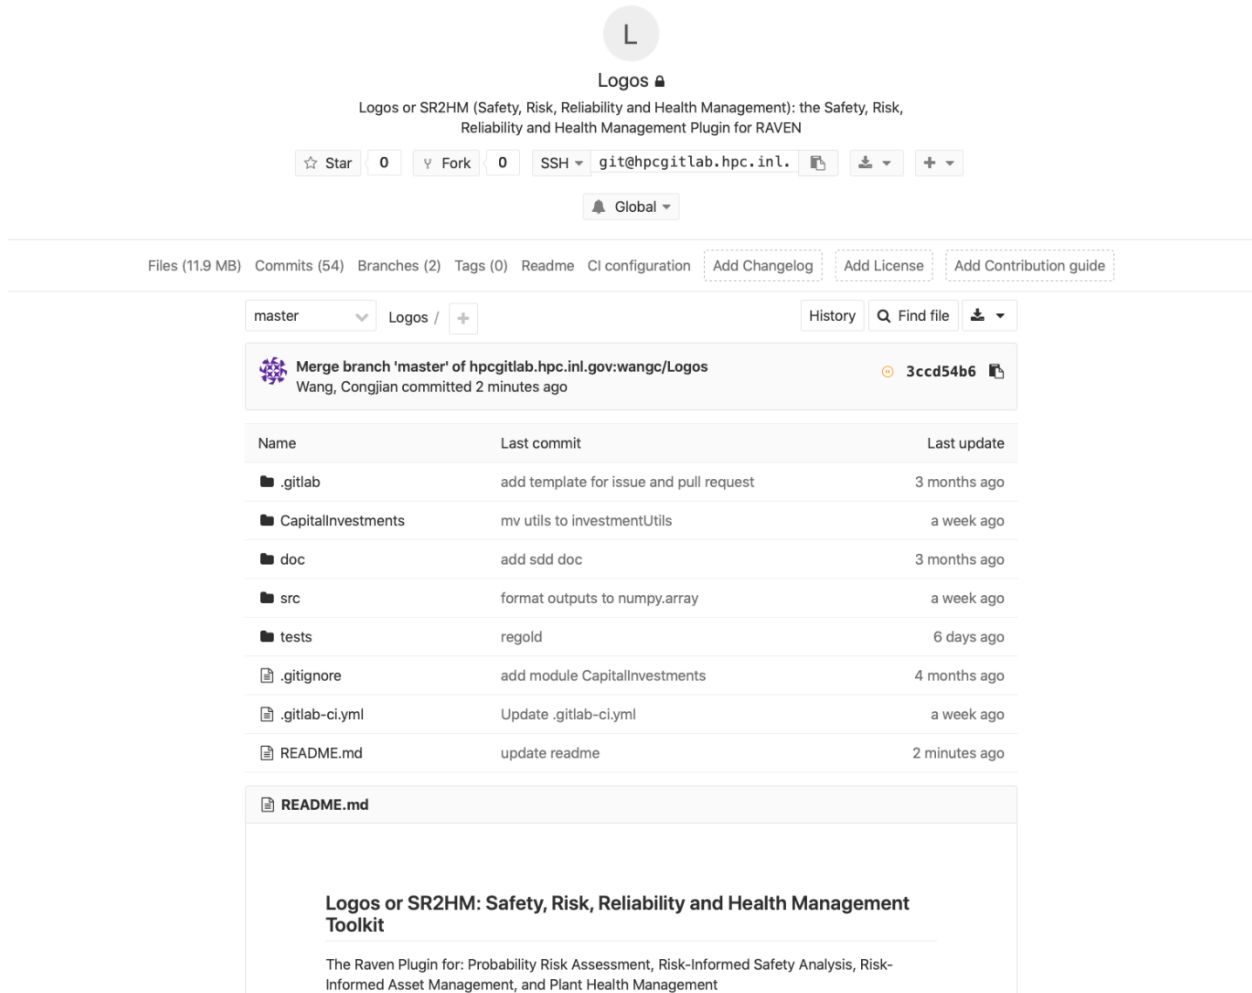 L
Logos
Logos or SR2HM (Safety, Risk, Reliability and Health Management): the Safety, Risk,
Reliability and Health Management Plugin for RAVEN
Star 0 Fork 0 SSH git@hpcgitlab.hpc.inl.
Global
Files (11.9 MB) Commits (54) Branches (2) Tags (0) Readme CI configuration Add Changelog Add License Add Contribution guide
master Logos / + History Find file
Merge branch 'master' of hpcgitlab.hpc.inl.gov:wangc/Logos
Wang, Congjian committed 2 minutes ago
3ccd54b6
Name Last commit Last update
.gitlab add template for issue and pull request 3 months ago
CapitalInvestments mv utils to investmentUtils a week ago
doc add sdd doc 3 months ago
src format outputs to numpy.array a week ago
tests regold 6 days ago
.gitignore add module CapitalInvestments 4 months ago
.gitlab-ci.yml Update .gitlab-ci.yml a week ago
README.md update readme 2 minutes ago
README.md
Logos or SR2HM: Safety, Risk, Reliability and Health Management
Toolkit
The Raven Plugin for: Probability Risk Assessment, Risk-Informed Safety Analysis, Risk-
Informed Asset Management, and Plant Health Management